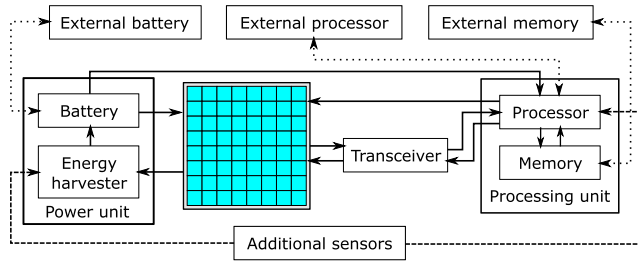 External battery
External processor
External memory
Battery
Energy
harvester
Power unit
Transceiver
Processor
Memory
Processing unit
Additional sensors